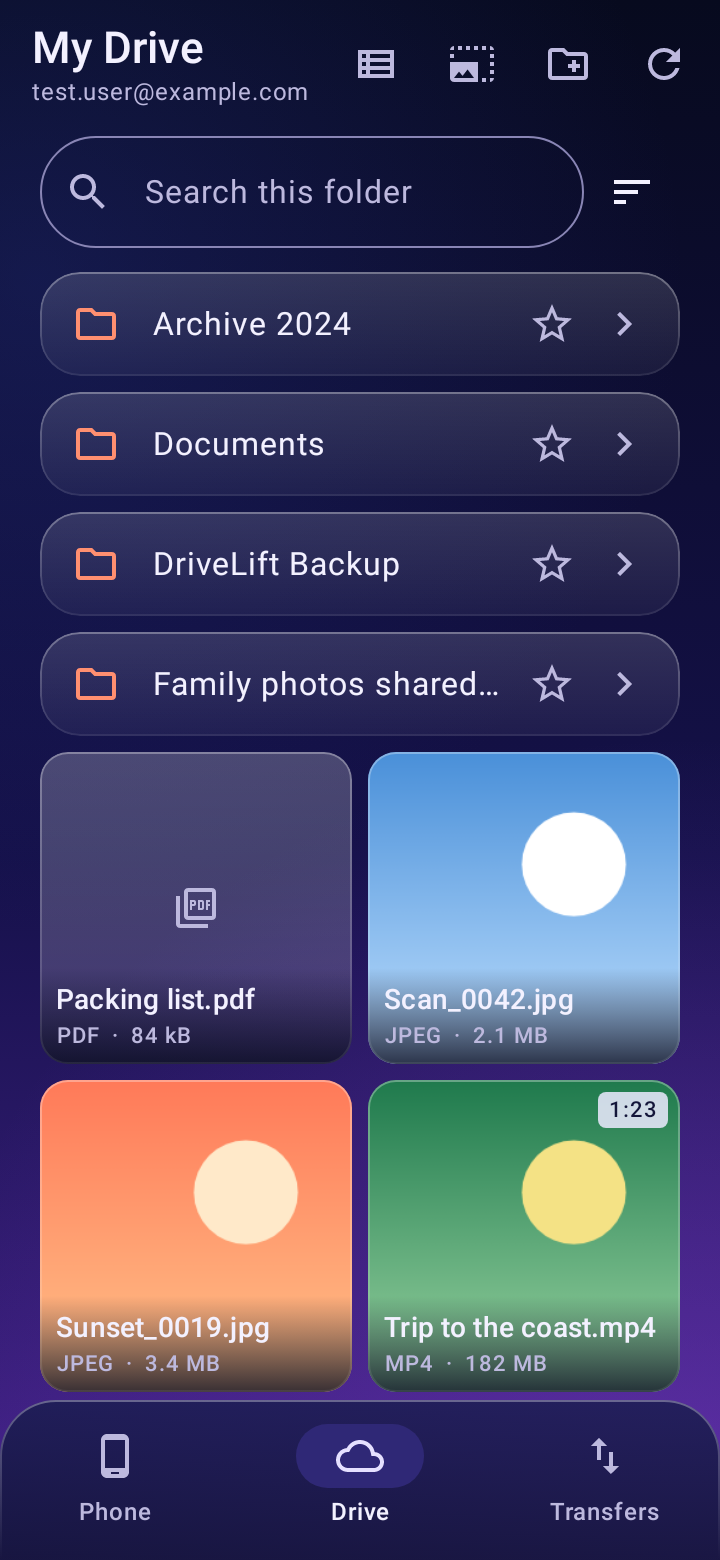 My Drive
test.user@example.com
Search this folder
Archive 2024
Documents
DriveLift Backup
Family photos shared…
PDF
Packing list.pdf
PDF · 84 kB
Scan_0042.jpg
JPEG · 2.1 MB
Sunset_0019.jpg
JPEG · 3.4 MB
1:23
Trip to the coast.mp4
MP4 · 182 MB
Phone
Drive
Transfers